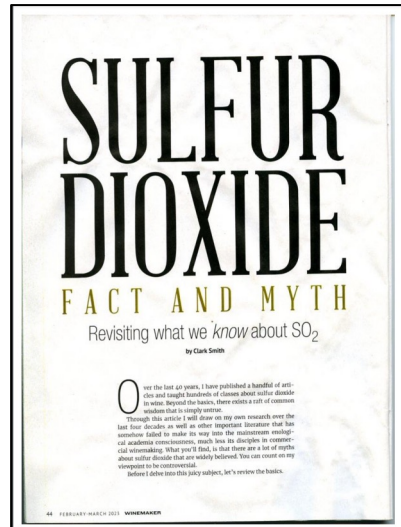 SULFUR
DIOXIDE
FACT AND MYTH
Revisiting what we know about SO₂
by Clark Smith
Over the last 40 years, I have published a handful of arti-
cles and taught hundreds of classes about sulfur dioxide
in wine. Beyond the basics, there exists a raft of common
wisdom that is simply untrue.
Through this article I will draw on my own research over the
last four decades as well as other important literature that has
somehow failed to make its way into the mainstream enologi-
cal academia consciousness, much less its disciples in commer-
cial winemaking. What you'll find, is that there are a lot of myths
about sulfur dioxide that are widely believed. You can count on my
viewpoint to be controversial.
Before I delve into this juicy subject, let's review the basics.
44 FEBRUARY-MARCH 2023 WINEMAKER